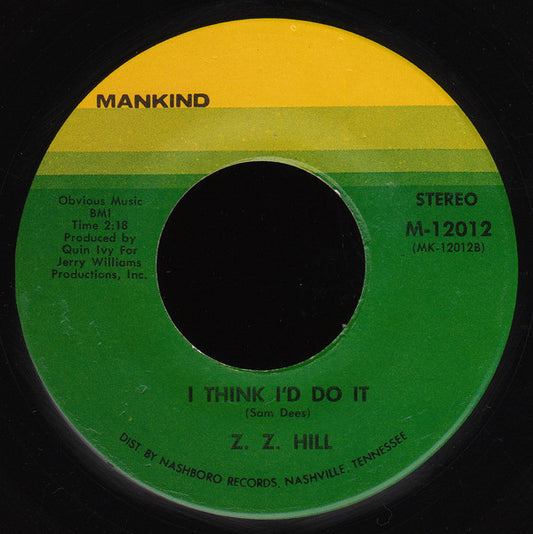 MANKIND
Obvious Music
BMI
Time 2:18
Produced by
Quin Ivy For
Jerry Williams
Productions, Inc.
STEREO
M-12012
(MK-12012B)
I THINK I'D DO IT
(Sam Dees)
Z. Z. HILL
DIST. BY NASHBORO RECORDS, NASHVILLE, TENNESSEE